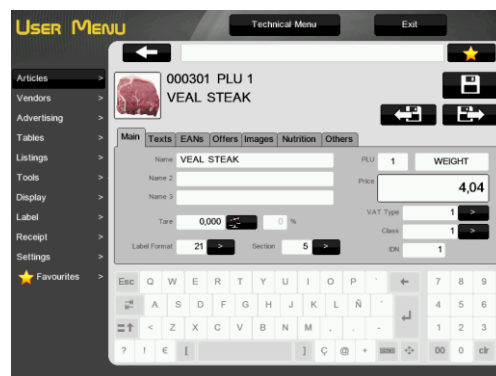 USER MENU
Technical Menu
Exit
Articles >
Vendors >
Advertising >
Tables >
Listings >
Tools >
Display >
Label >
Receipt >
Settings >
Favourites >
000301 PLU 1
VEAL STEAK
Main Texts EANs Offers Images Nutrition Others
Name VEAL STEAK PLU 1 WEIGHT
Name 2
Name 3
Price 4,04
Tare 0,000 0 %
VAT Type 1 >
Class 1 >
Label Format 21 > Section 5 >
IDN 1
Esc Q W E R T Y U I O P ` ← 7 8 9
A S D F G H J K L Ñ ´ ↵ 4 5 6
< Z X C V B N M , . - 1 2 3
? ! € [ ] Ç @ + 00 0 clr